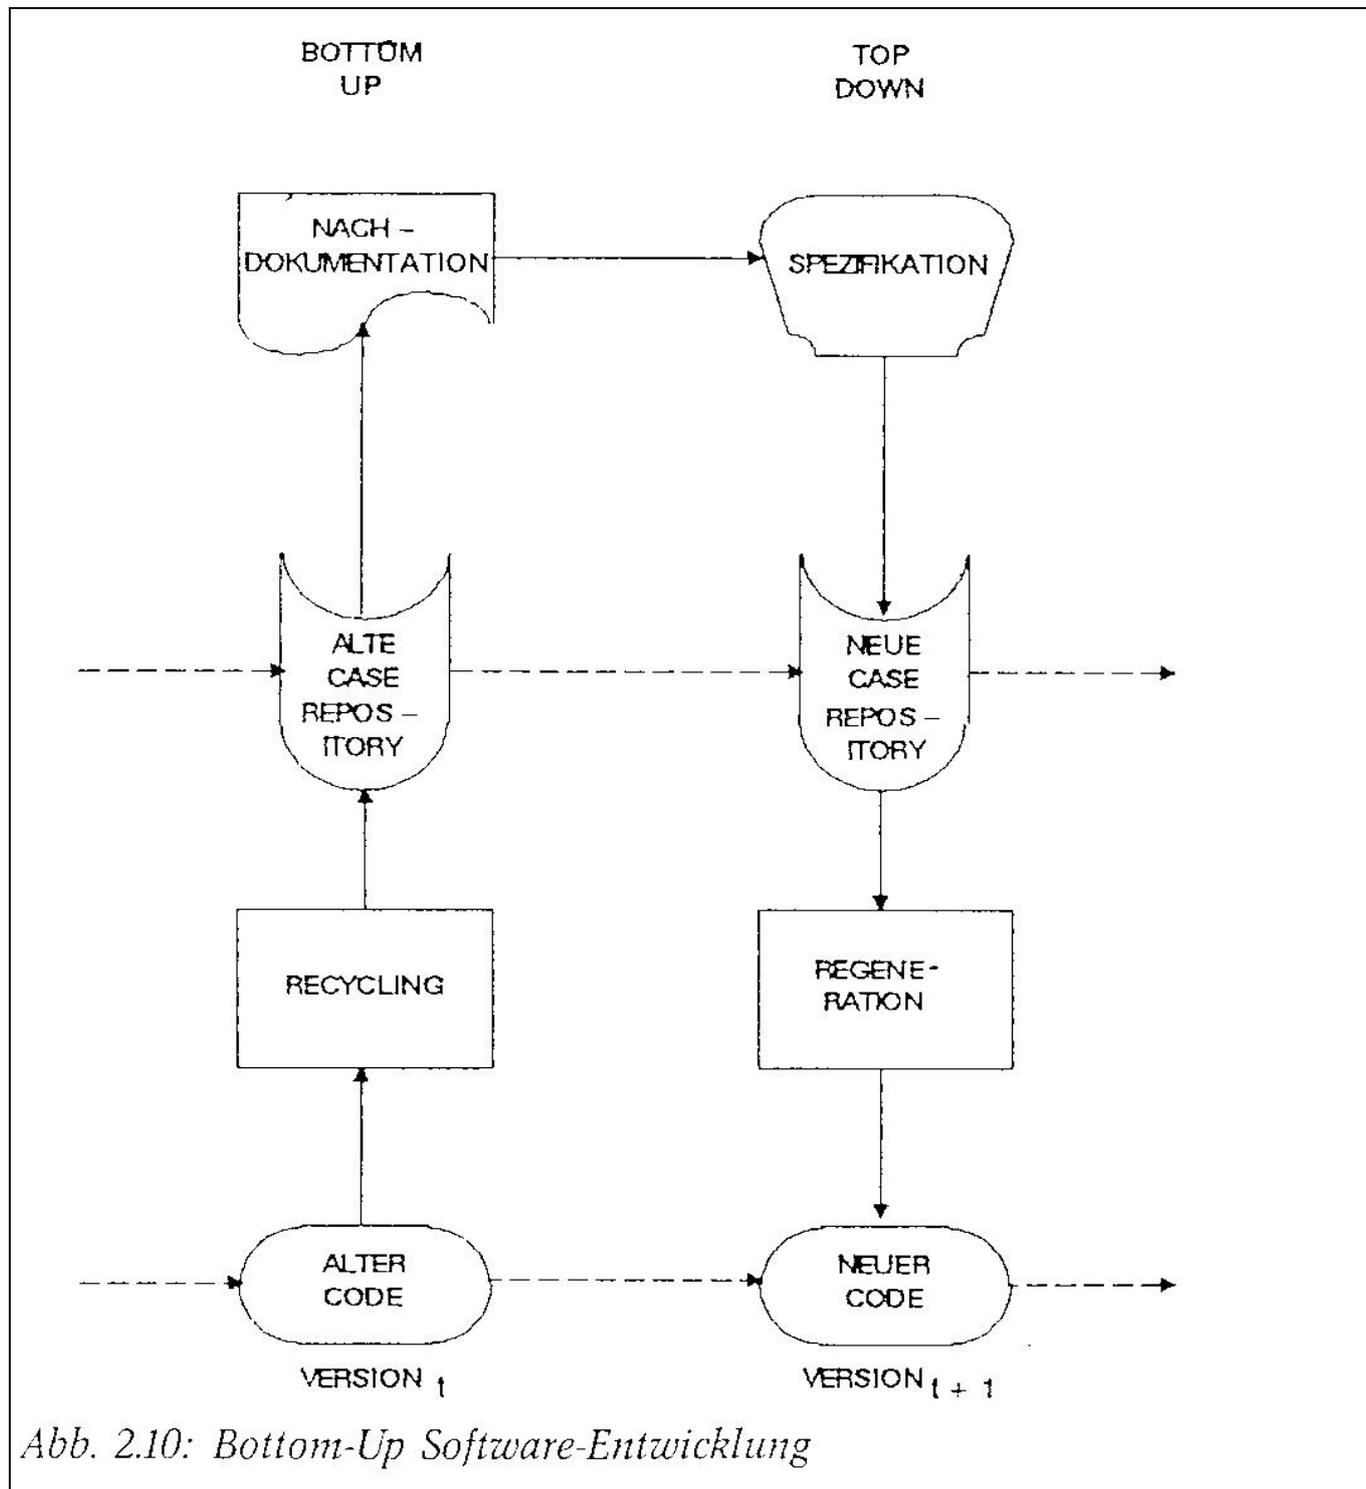 BOTTOM
UP
TOP
DOWN
NACH –
DOKUMENTATION
SPEZIFIKATION
ALTE
CASE
REPOS –
ITORY
NEUE
CASE
REPOS –
ITORY
RECYCLING
REGENE-
RATION
ALTER
CODE
NEUER
CODE
VERSION t
VERSION t + 1
Abb. 2.10: Bottom-Up Software-Entwicklung